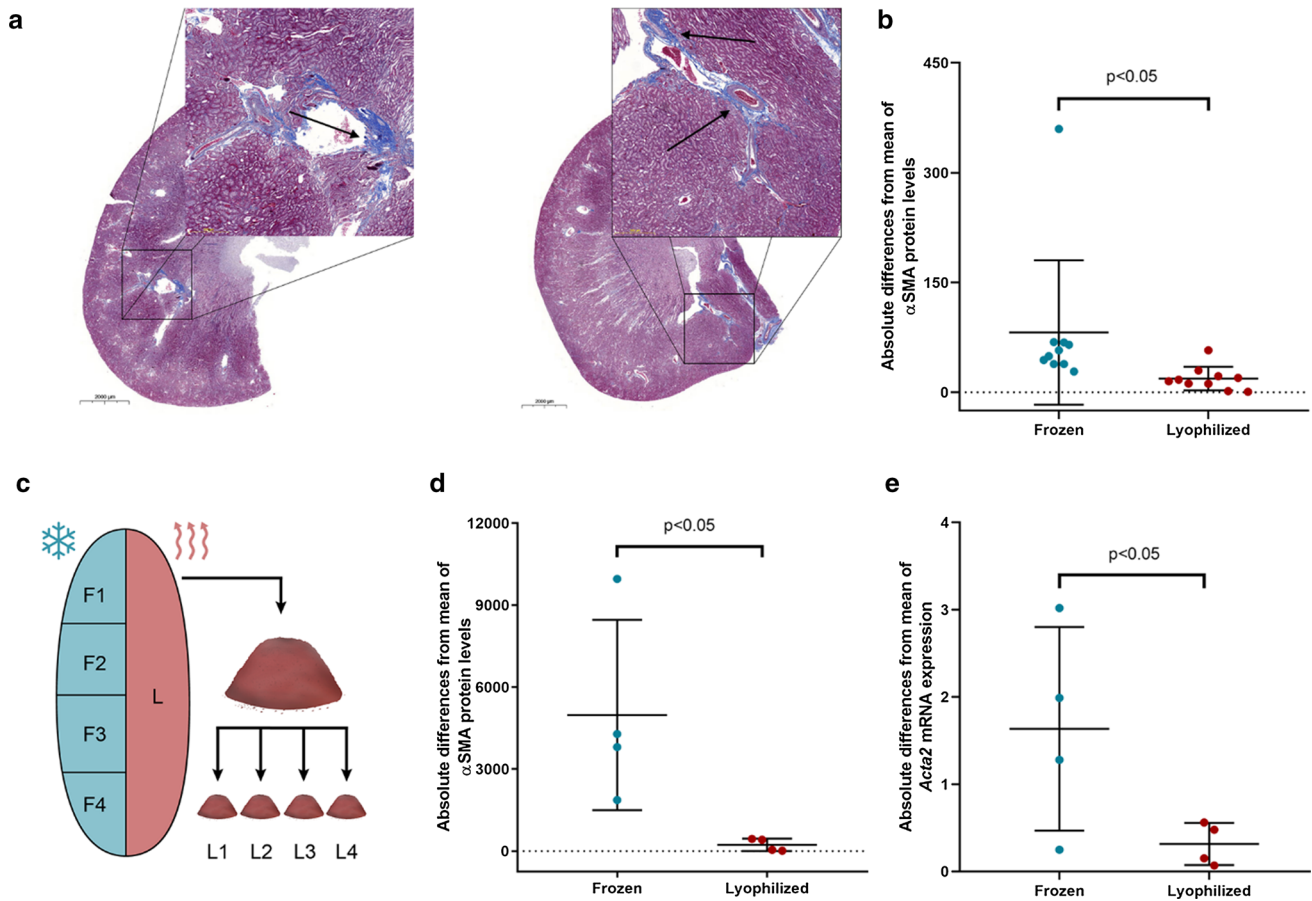 a
2000 µm
2000 µm
b
Absolute differences from mean of
αSMA protein levels
450
300
150
0
p<0.05
Frozen
Lyophilized
c
F1
F2
F3
F4
L
L1
L2
L3
L4
d
Absolute differences from mean of
αSMA protein levels
12000
9000
6000
3000
0
p<0.05
Frozen
Lyophilized
e
Absolute differences from mean of
Acta2 mRNA expression
4
3
2
1
0
p<0.05
Frozen
Lyophilized